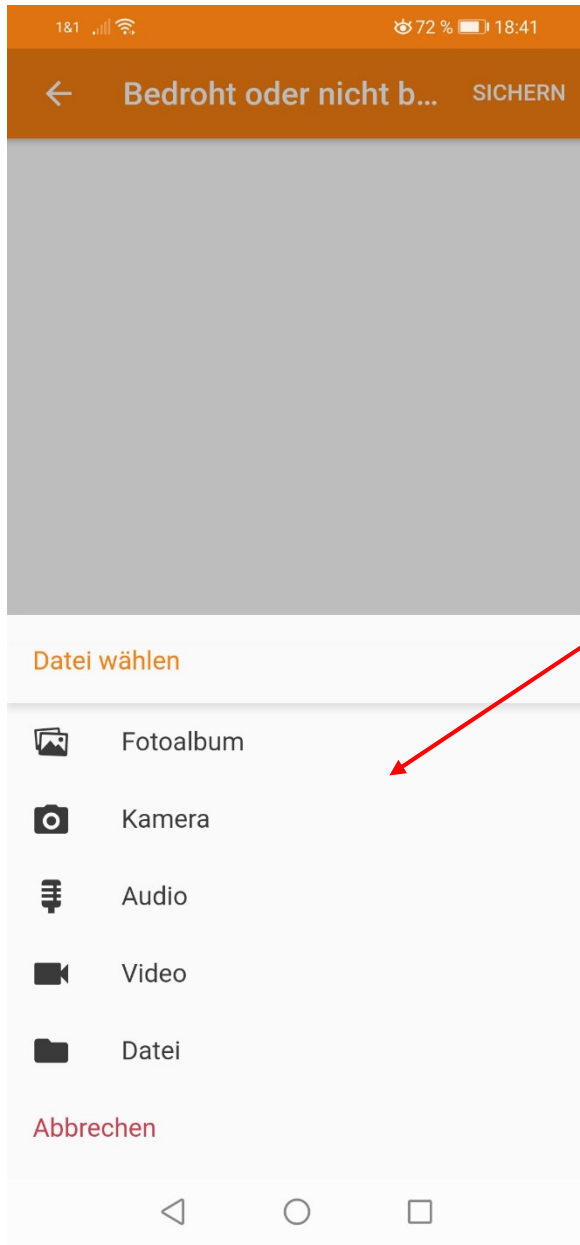 1&1 72 % 18:41
Bedroht oder nicht b... SICHERN
Datei wählen
Fotoalbum
Kamera
Audio
Video
Datei
Abbrechen